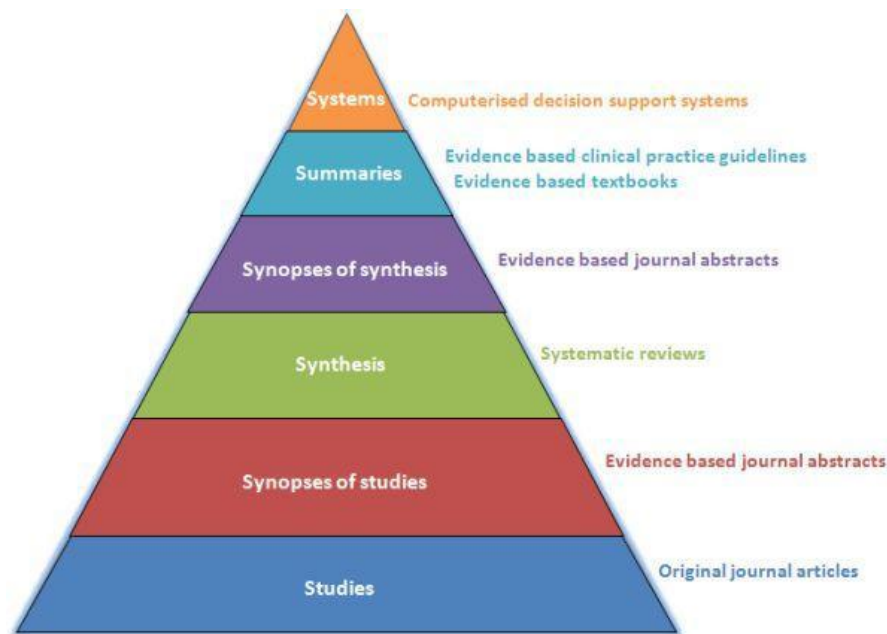 Systems
Computerised decision support systems
Summaries
Evidence based clinical practice guidelines
Evidence based textbooks
Synopses of synthesis
Evidence based journal abstracts
Synthesis
Systematic reviews
Synopses of studies
Evidence based journal abstracts
Studies
Original journal articles